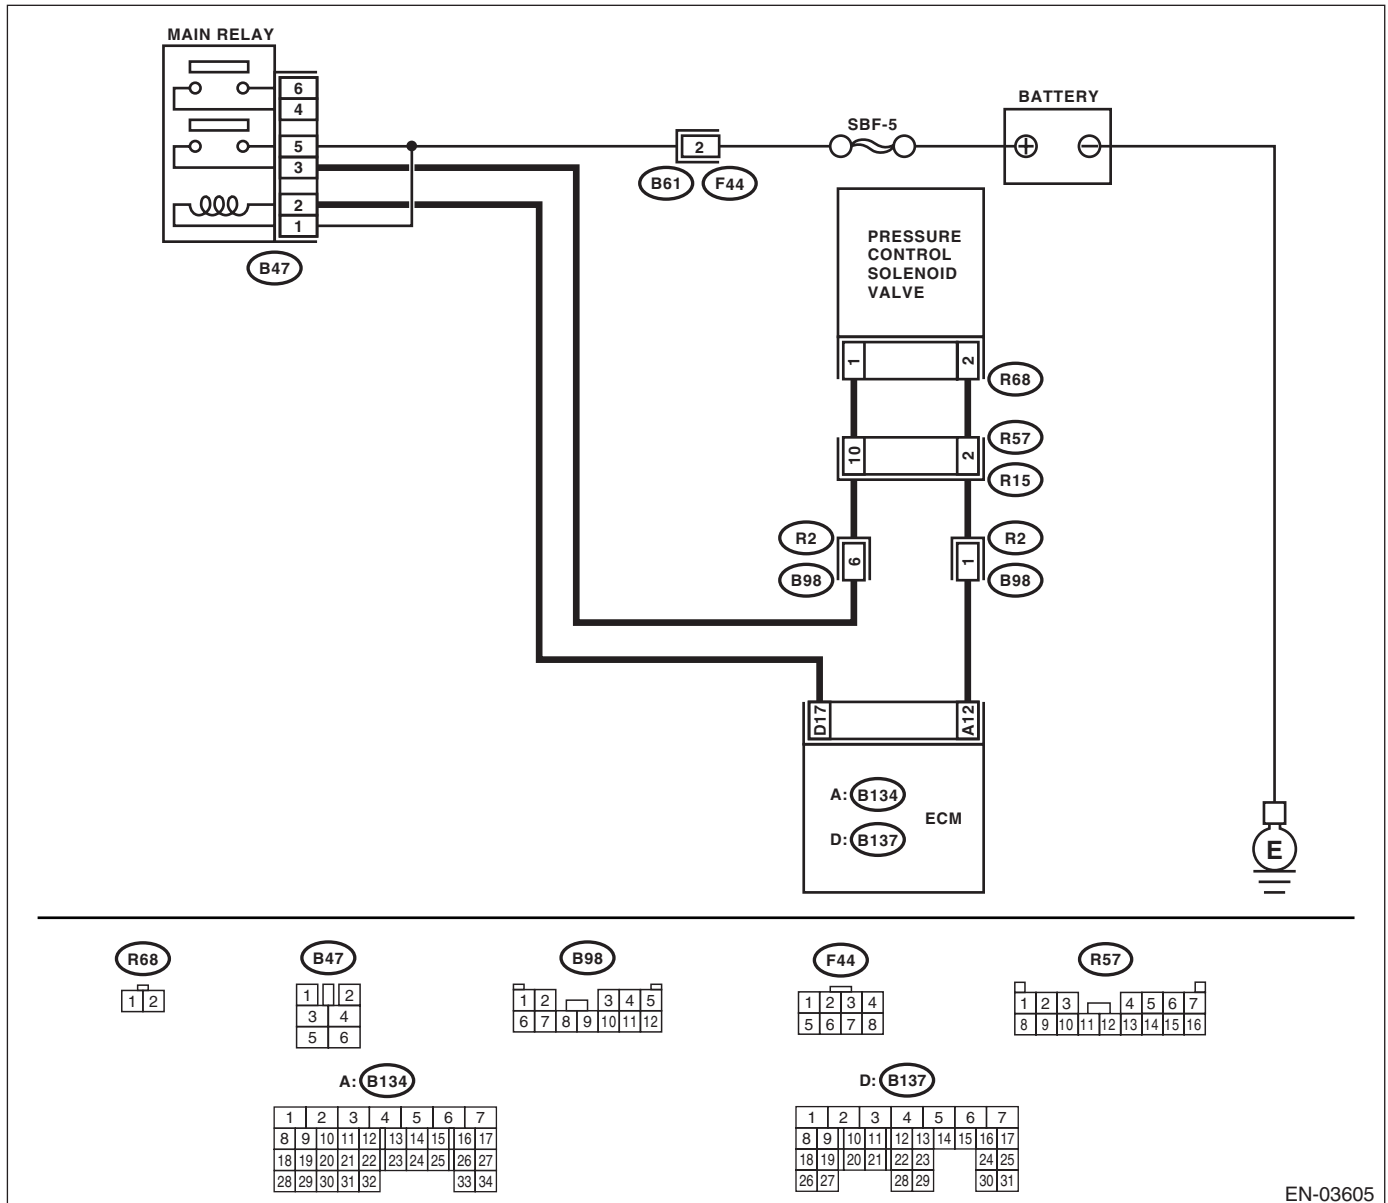 MAIN RELAY
6
4
5
3
2
1
B47
2
B61 F44
SBF-5
BATTERY
+ −
PRESSURE
CONTROL
SOLENOID
VALVE
1 2
R68
10 2
R57
R15
R2 6 B98
R2 1 B98
D17 A12
A: B134
D: B137
ECM
E
R68
1 2
B47
1 2
3 4
5 6
B98
1 2 3 4 5
6 7 8 9 10 11 12
F44
1 2 3 4
5 6 7 8
R57
1 2 3 4 5 6 7
8 9 10 11 12 13 14 15 16
A: B134
1 2 3 4 5 6 7
8 9 10 11 12 13 14 15 16 17
18 19 20 21 22 23 24 25 26 27
28 29 30 31 32 33 34
D: B137
1 2 3 4 5 6 7
8 9 10 11 12 13 14 15 16 17
18 19 20 21 22 23 24 25
26 27 28 29 30 31
EN-03605